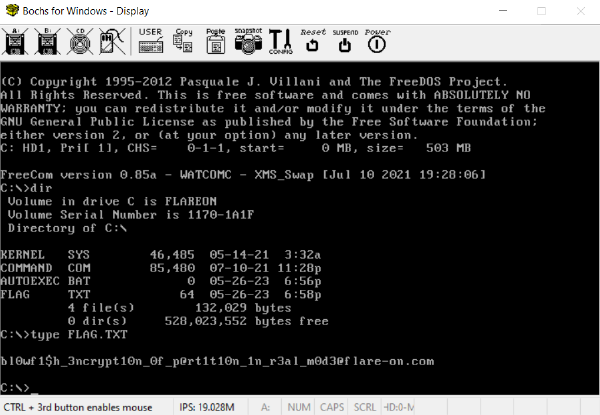 Bochs for Windows - Display
A: B: CD USER Copy Paste snapshot CONFIG Reset SUSPEND Power
(C) Copyright 1995-2012 Pasquale J. Villani and The FreeDOS Project.
All Rights Reserved. This is free software and comes with ABSOLUTELY NO
WARRANTY; you can redistribute it and/or modify it under the terms of the
GNU General Public License as published by the Free Software Foundation;
either version 2, or (at your option) any later version.
C: HD1, Pri[ 1], CHS=    0-1-1, start=     0 MB, size=   503 MB
FreeCom version 0.85a - WATCOMC - XMS_Swap [Jul 10 2021 19:28:06]
C:\>dir
 Volume in drive C is FLAREON
 Volume Serial Number is 1170-1A1F
 Directory of C:\
KERNEL   SYS        46,485  05-14-21  3:32a
COMMAND  COM        85,480  07-10-21 11:28p
AUTOEXEC BAT             0  05-26-23  6:56p
FLAG     TXT            64  05-26-23  6:58p
         4 file(s)        132,029 bytes
         0 dir(s)     528,023,552 bytes free
C:\>type FLAG.TXT
bl0wf1$h_3ncrypt10n_0f_p@rt1t10n_1n_r3al_m0d3@flare-on.com
C:\>_
CTRL + 3rd button enables mouse IPS: 19.028M A: NUM CAPS SCRL HD:0-M